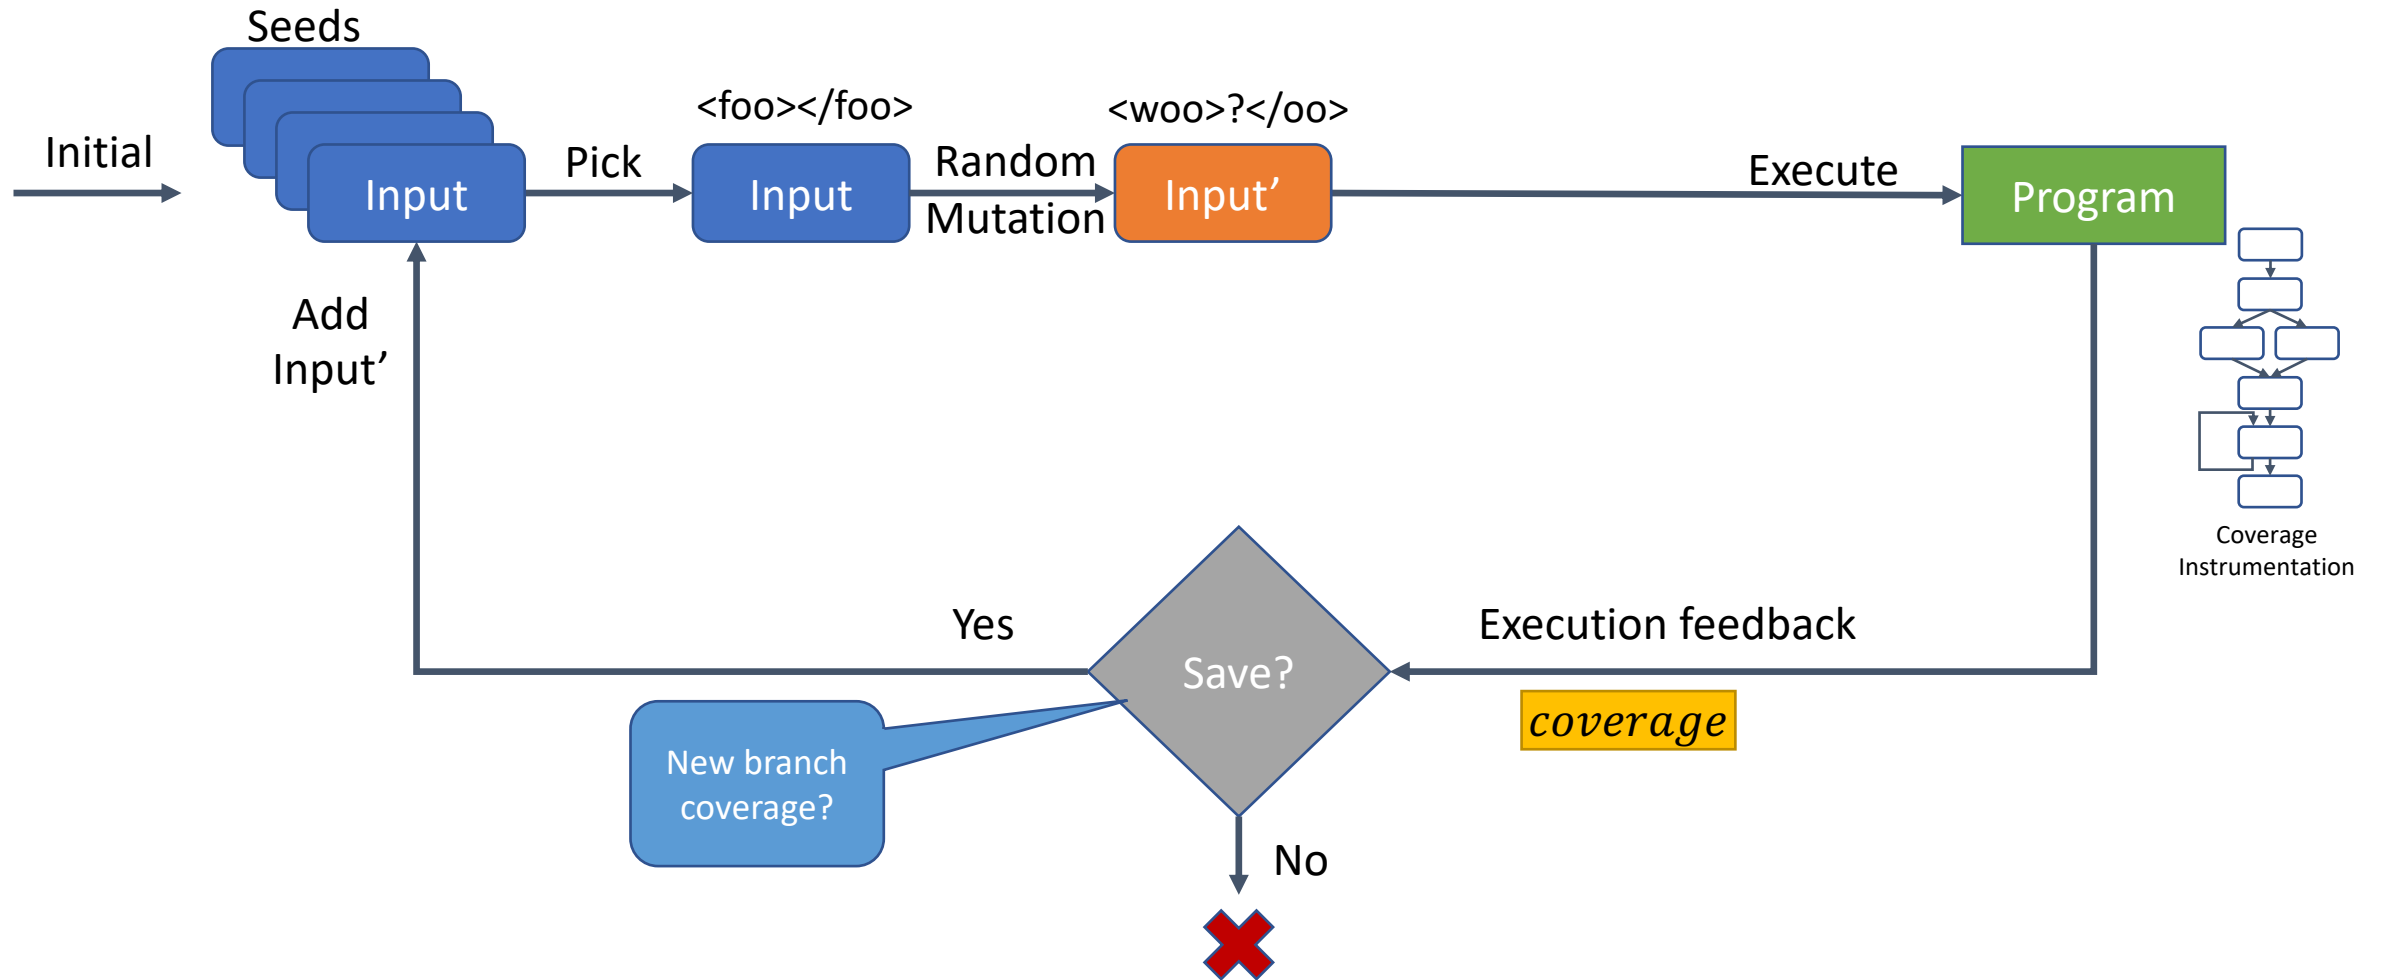 Seeds
Initial
Input
Pick
<foo></foo>
Input
Random
Mutation
<woo>?</oo>
Input’
Execute
Program
Coverage
Instrumentation
Add
Input’
Yes
Save?
Execution feedback
coverage
New branch
coverage?
No